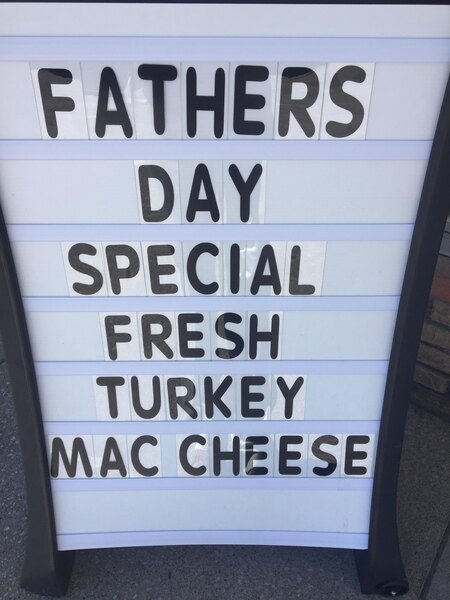 FATHERS
DAY
SPECIAL
FRESH
TURKEY
MAC CHEESE